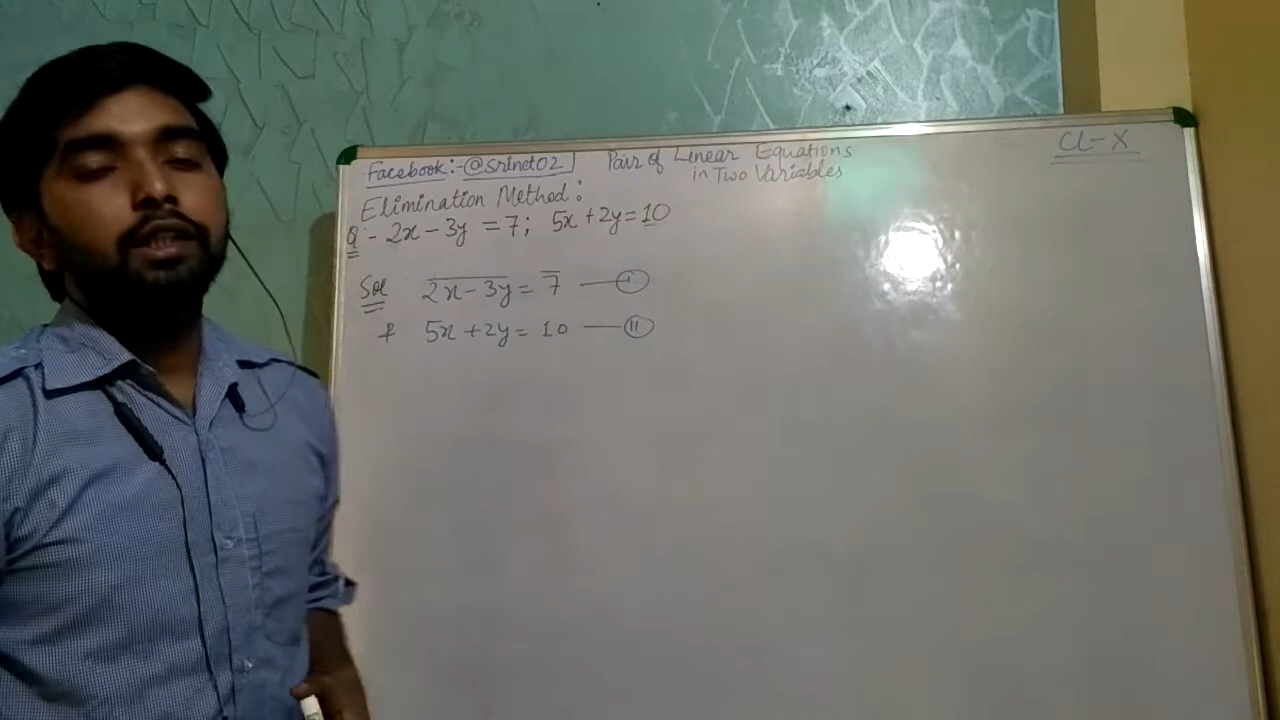 Facebook:-@srinet02
Pair of Linear Equations
in Two Variables
CL-X
Elimination Method:
Q:- 2x-3y = 7; 5x+2y=10
Sol 2x-3y = 7 — I
& 5x+2y = 10 — II